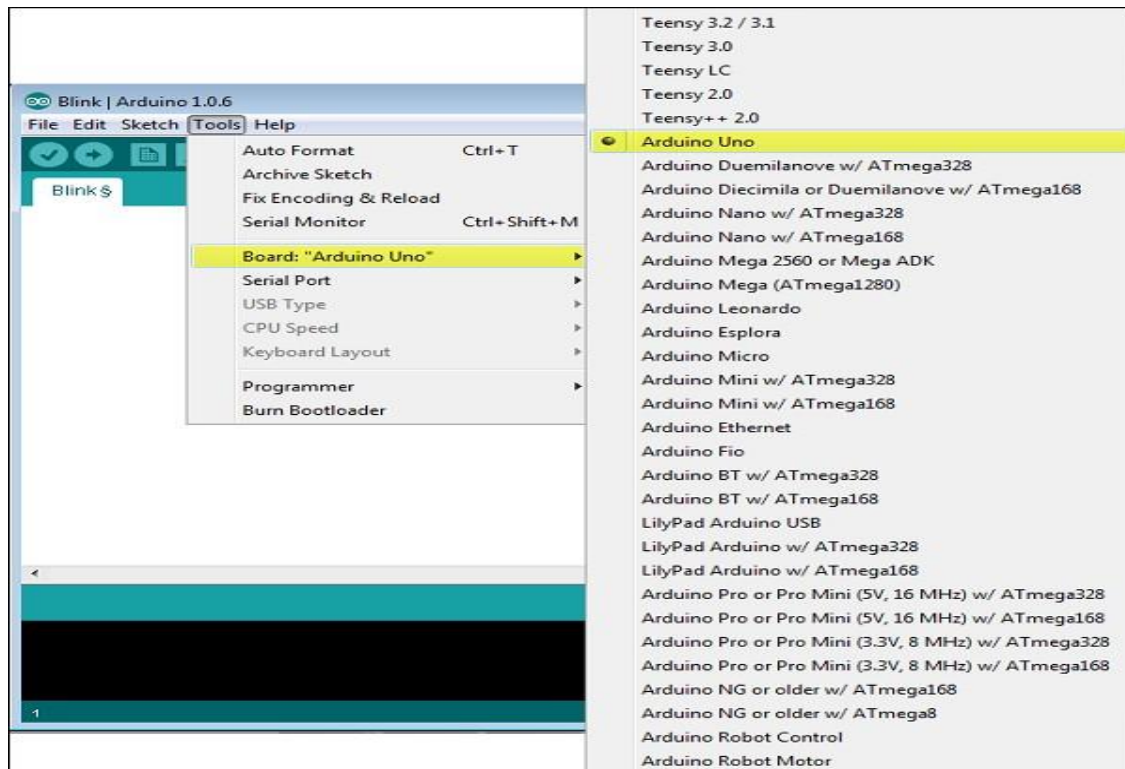 Blink | Arduino 1.0.6
File Edit Sketch Tools Help
Blink§
Auto Format Ctrl+T
Archive Sketch
Fix Encoding & Reload
Serial Monitor Ctrl+Shift+M
Board: "Arduino Uno"
Serial Port
USB Type
CPU Speed
Keyboard Layout
Programmer
Burn Bootloader
1
Teensy 3.2 / 3.1
Teensy 3.0
Teensy LC
Teensy 2.0
Teensy++ 2.0
Arduino Uno
Arduino Duemilanove w/ ATmega328
Arduino Diecimila or Duemilanove w/ ATmega168
Arduino Nano w/ ATmega328
Arduino Nano w/ ATmega168
Arduino Mega 2560 or Mega ADK
Arduino Mega (ATmega1280)
Arduino Leonardo
Arduino Esplora
Arduino Micro
Arduino Mini w/ ATmega328
Arduino Mini w/ ATmega168
Arduino Ethernet
Arduino Fio
Arduino BT w/ ATmega328
Arduino BT w/ ATmega168
LilyPad Arduino USB
LilyPad Arduino w/ ATmega328
LilyPad Arduino w/ ATmega168
Arduino Pro or Pro Mini (5V, 16 MHz) w/ ATmega328
Arduino Pro or Pro Mini (5V, 16 MHz) w/ ATmega168
Arduino Pro or Pro Mini (3.3V, 8 MHz) w/ ATmega328
Arduino Pro or Pro Mini (3.3V, 8 MHz) w/ ATmega168
Arduino NG or older w/ ATmega168
Arduino NG or older w/ ATmega8
Arduino Robot Control
Arduino Robot Motor